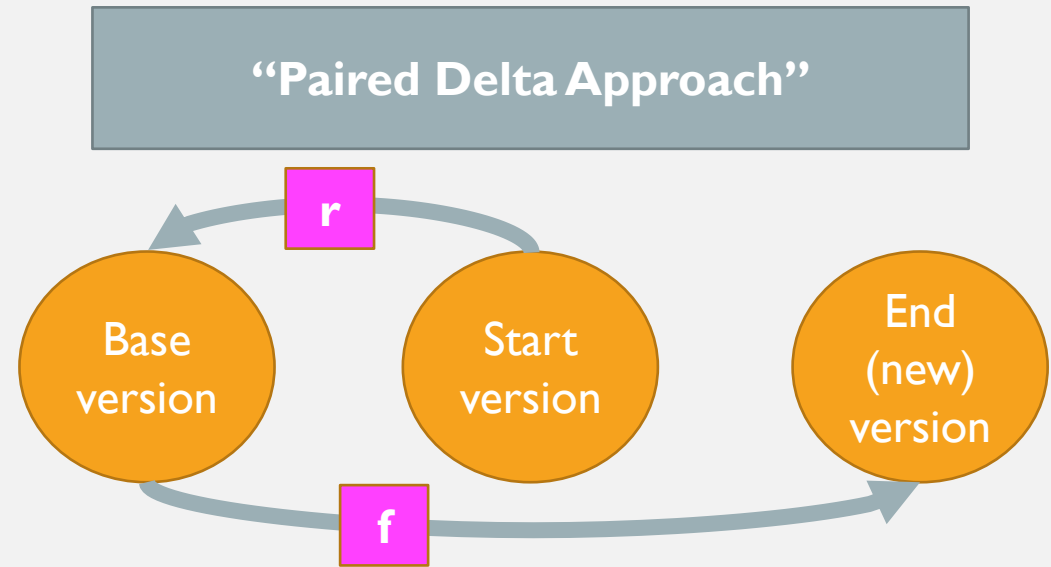 “Paired Delta Approach”
r
Base
version
Start
version
End
(new)
version
f